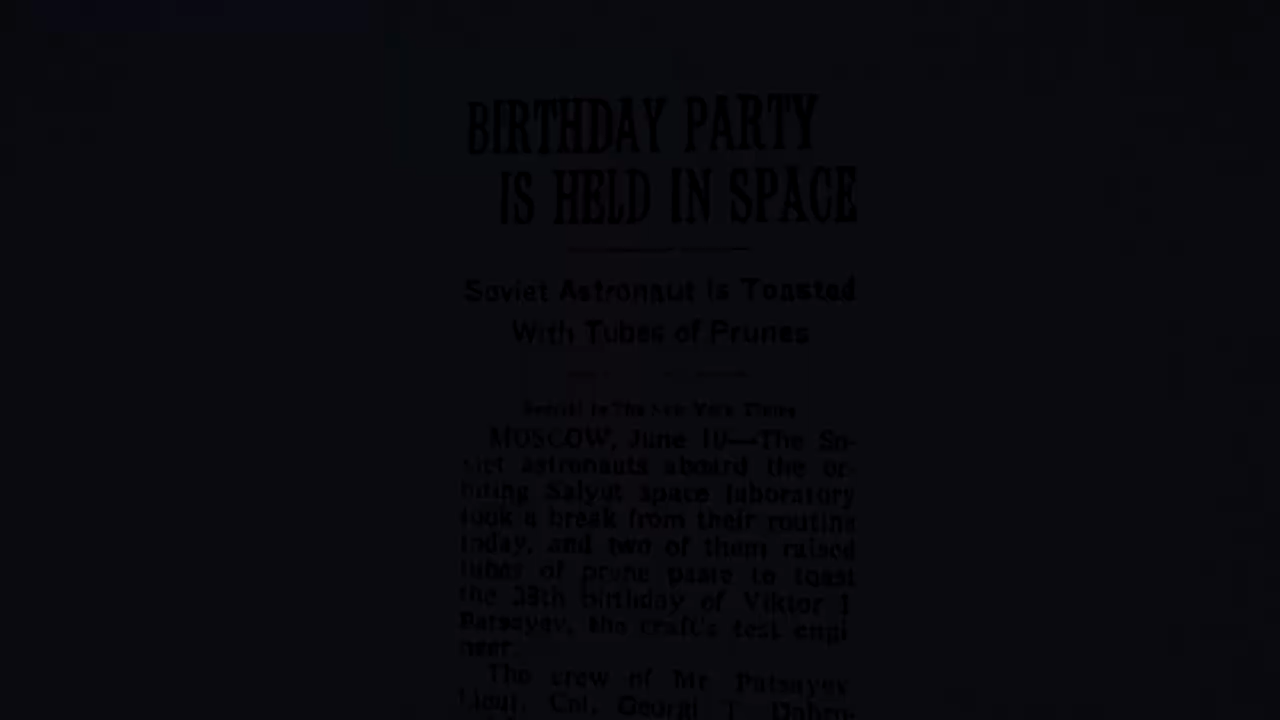 BIRTHDAY PARTY
IS HELD IN SPACE
Soviet Astronaut Is Toasted
With Tubes of Prunes
Special to The New York Times
MOSCOW, June 19—The So-
viet astronauts aboard the or-
biting Salyut space laboratory
took a break from their routine
today, and two of them raised
tubes of prune paste to toast
the 38th birthday of Viktor I
Patsayev, the craft's test engi
neer.
The crew of Mr Patsayev
Lieut. Col. Georgi T Dobro-